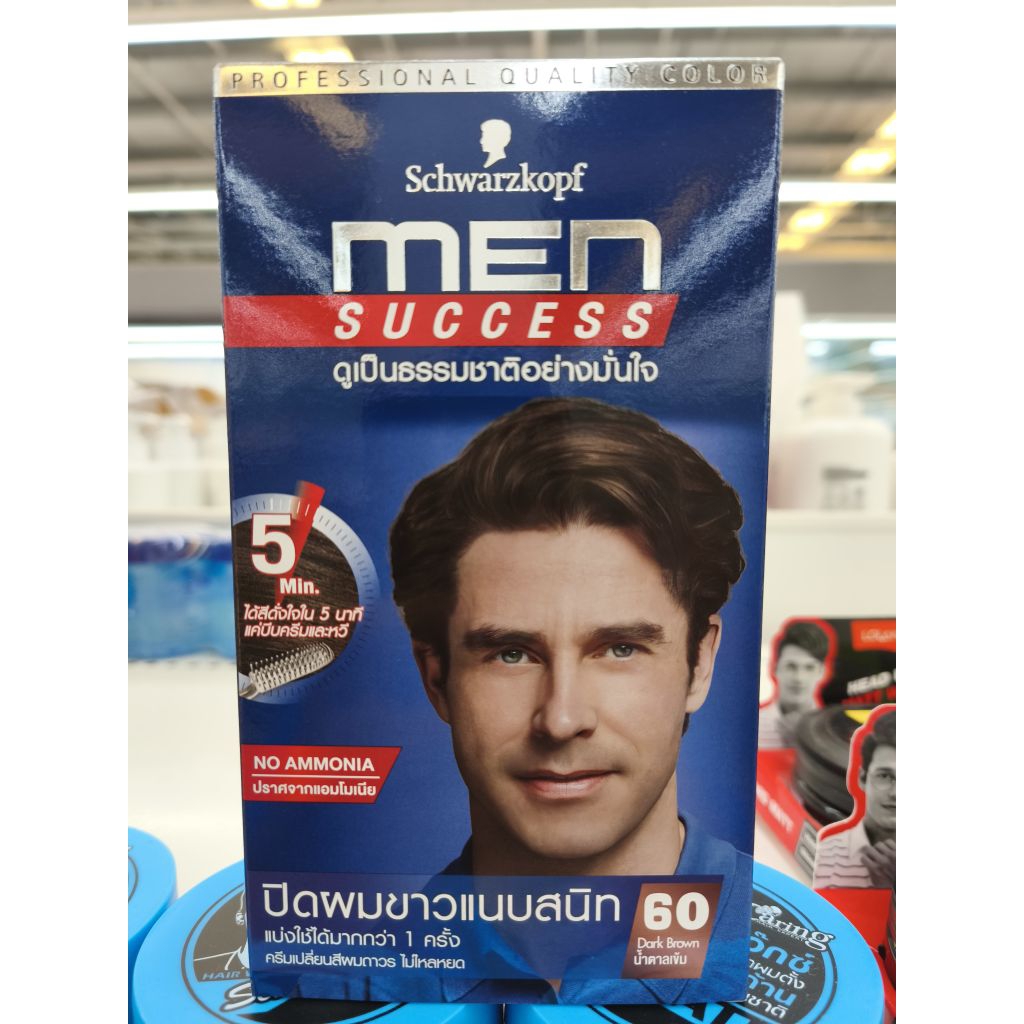 PROFESSIONAL QUALITY COLOR
Schwarzkopf
MEN
SUCCESS
ดูเป็นธรรมชาติอย่างมั่นใจ
5
Min.
ได้สีดั่งใจใน 5 นาที
แค่บีบครีมและหวี
NO AMMONIA
ปราศจากแอมโมเนีย
ปิดผมขาวแนบสนิท
แบ่งใช้ได้มากกว่า 1 ครั้ง
ครีมเปลี่ยนสีผมถาวร ไม่ไหลหยด
60
Dark Brown
น้ำตาลเข้ม
HEAD
HAIR